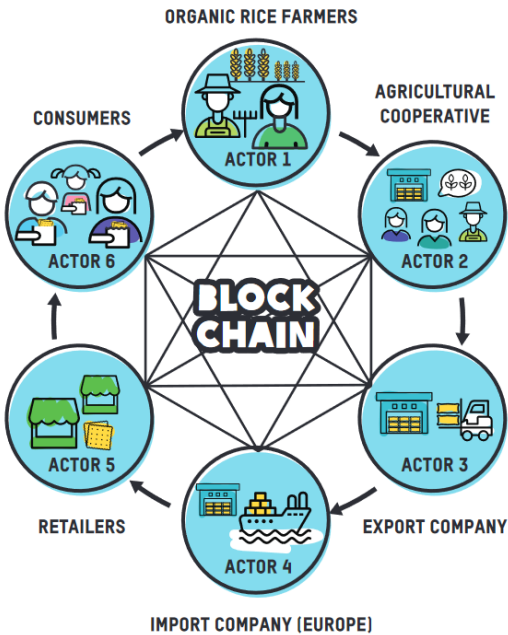 ORGANIC RICE FARMERS
ACTOR 1
AGRICULTURAL
COOPERATIVE
ACTOR 2
EXPORT COMPANY
ACTOR 3
IMPORT COMPANY (EUROPE)
ACTOR 4
RETAILERS
ACTOR 5
CONSUMERS
ACTOR 6
BLOCK
CHAIN